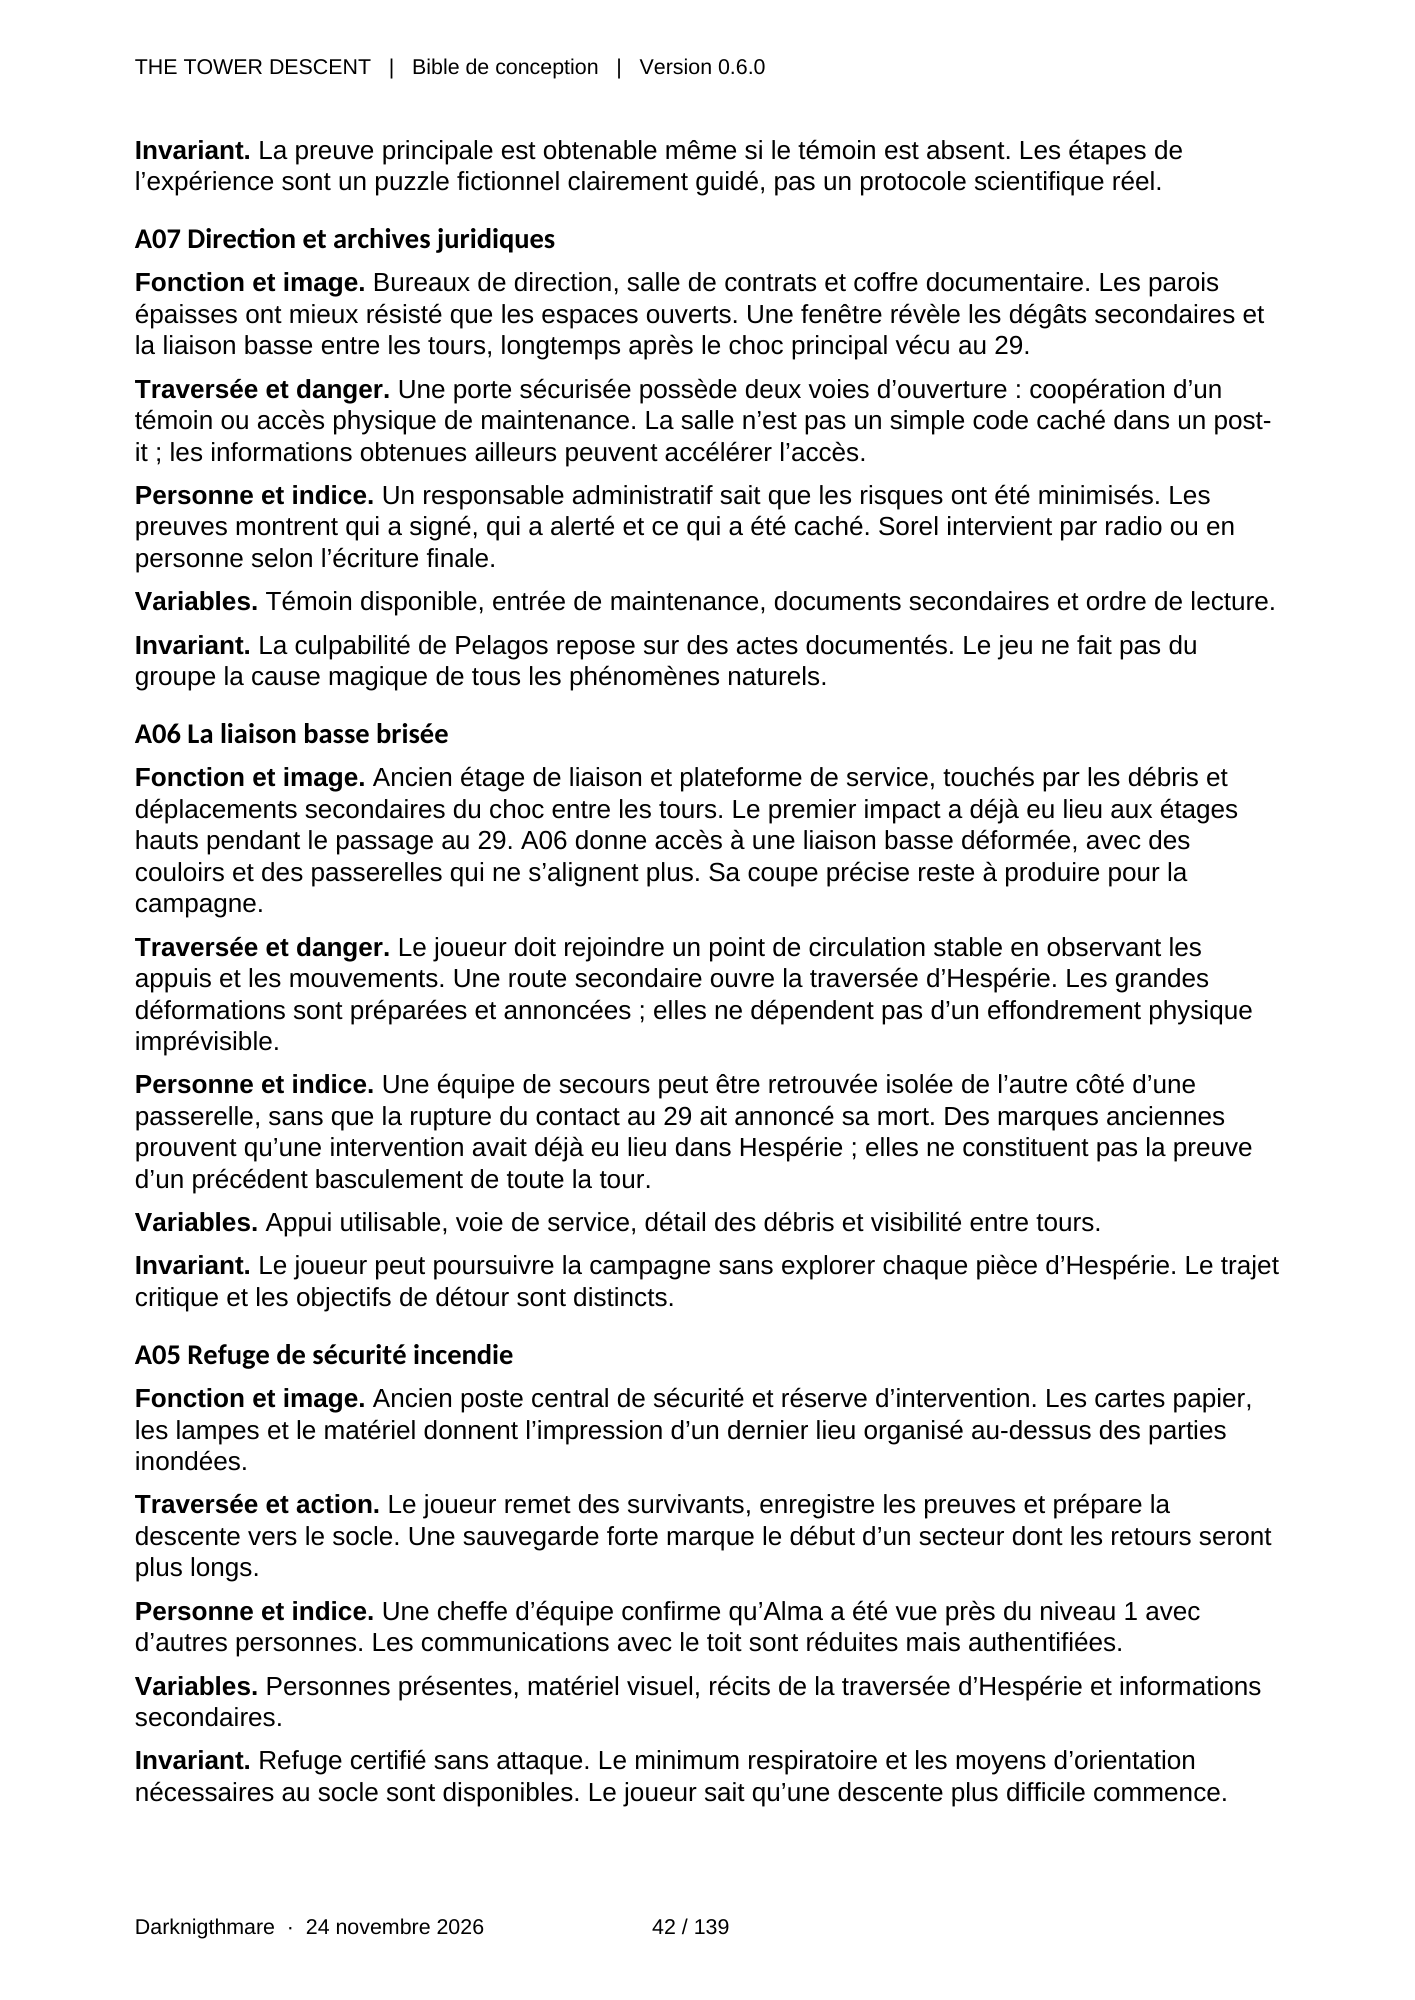 THE TOWER DESCENT | Bible de conception | Version 0.6.0
Invariant. La preuve principale est obtenable même si le témoin est absent. Les étapes de
l’expérience sont un puzzle fictionnel clairement guidé, pas un protocole scientifique réel.
A07 Direction et archives juridiques
Fonction et image. Bureaux de direction, salle de contrats et coffre documentaire. Les parois
épaisses ont mieux résisté que les espaces ouverts. Une fenêtre révèle les dégâts secondaires et
la liaison basse entre les tours, longtemps après le choc principal vécu au 29.
Traversée et danger. Une porte sécurisée possède deux voies d’ouverture : coopération d’un
témoin ou accès physique de maintenance. La salle n’est pas un simple code caché dans un post-
it ; les informations obtenues ailleurs peuvent accélérer l’accès.
Personne et indice. Un responsable administratif sait que les risques ont été minimisés. Les
preuves montrent qui a signé, qui a alerté et ce qui a été caché. Sorel intervient par radio ou en
personne selon l’écriture finale.
Variables. Témoin disponible, entrée de maintenance, documents secondaires et ordre de lecture.
Invariant. La culpabilité de Pelagos repose sur des actes documentés. Le jeu ne fait pas du
groupe la cause magique de tous les phénomènes naturels.
A06 La liaison basse brisée
Fonction et image. Ancien étage de liaison et plateforme de service, touchés par les débris et
déplacements secondaires du choc entre les tours. Le premier impact a déjà eu lieu aux étages
hauts pendant le passage au 29. A06 donne accès à une liaison basse déformée, avec des
couloirs et des passerelles qui ne s’alignent plus. Sa coupe précise reste à produire pour la
campagne.
Traversée et danger. Le joueur doit rejoindre un point de circulation stable en observant les
appuis et les mouvements. Une route secondaire ouvre la traversée d’Hespérie. Les grandes
déformations sont préparées et annoncées ; elles ne dépendent pas d’un effondrement physique
imprévisible.
Personne et indice. Une équipe de secours peut être retrouvée isolée de l’autre côté d’une
passerelle, sans que la rupture du contact au 29 ait annoncé sa mort. Des marques anciennes
prouvent qu’une intervention avait déjà eu lieu dans Hespérie ; elles ne constituent pas la preuve
d’un précédent basculement de toute la tour.
Variables. Appui utilisable, voie de service, détail des débris et visibilité entre tours.
Invariant. Le joueur peut poursuivre la campagne sans explorer chaque pièce d’Hespérie. Le trajet
critique et les objectifs de détour sont distincts.
A05 Refuge de sécurité incendie
Fonction et image. Ancien poste central de sécurité et réserve d’intervention. Les cartes papier,
les lampes et le matériel donnent l’impression d’un dernier lieu organisé au-dessus des parties
inondées.
Traversée et action. Le joueur remet des survivants, enregistre les preuves et prépare la
descente vers le socle. Une sauvegarde forte marque le début d’un secteur dont les retours seront
plus longs.
Personne et indice. Une cheffe d’équipe confirme qu’Alma a été vue près du niveau 1 avec
d’autres personnes. Les communications avec le toit sont réduites mais authentifiées.
Variables. Personnes présentes, matériel visuel, récits de la traversée d’Hespérie et informations
secondaires.
Invariant. Refuge certifié sans attaque. Le minimum respiratoire et les moyens d’orientation
nécessaires au socle sont disponibles. Le joueur sait qu’une descente plus difficile commence.
Darknigthmare · 24 novembre 2026 42 / 139